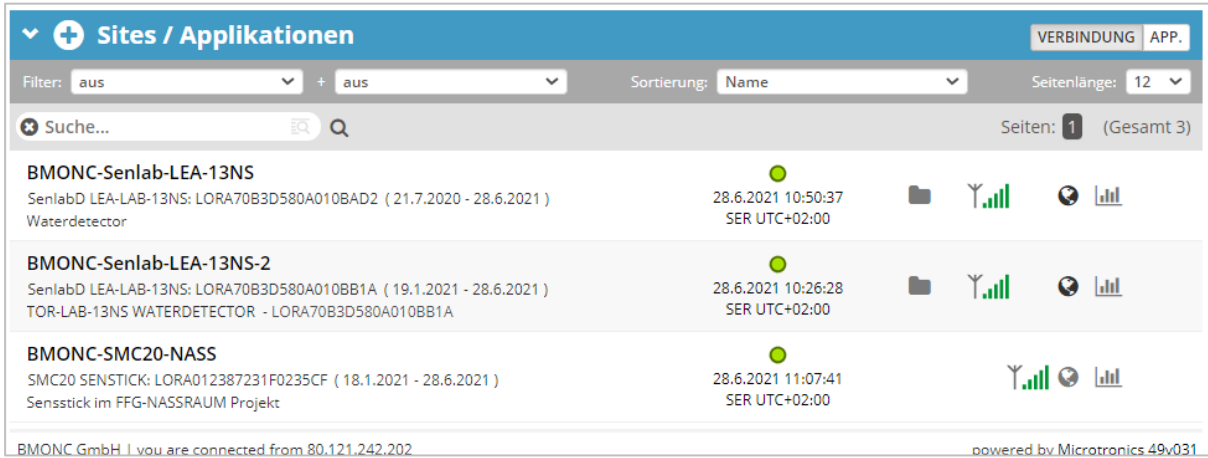 Sites / Applikationen VERBINDUNG APP.
Filter: aus + aus Sortierung: Name Seitenlänge: 12
Suche... Seiten: 1 (Gesamt 3)
BMONC-Senlab-LEA-13NS
SenlabD LEA-LAB-13NS: LORA70B3D580A010BAD2 ( 21.7.2020 - 28.6.2021 )
Waterdetector
28.6.2021 10:50:37
SER UTC+02:00
BMONC-Senlab-LEA-13NS-2
SenlabD LEA-LAB-13NS: LORA70B3D580A010BB1A ( 19.1.2021 - 28.6.2021 )
TOR-LAB-13NS WATERDETECTOR - LORA70B3D580A010BB1A
28.6.2021 10:26:28
SER UTC+02:00
BMONC-SMC20-NASS
SMC20 SENSTICK: LORA012387231F0235CF ( 18.1.2021 - 28.6.2021 )
Sensstick im FFG-NASSRAUM Projekt
28.6.2021 11:07:41
SER UTC+02:00
BMONC GmbH | you are connected from 80.121.242.202 powered by Microtronics 49v031